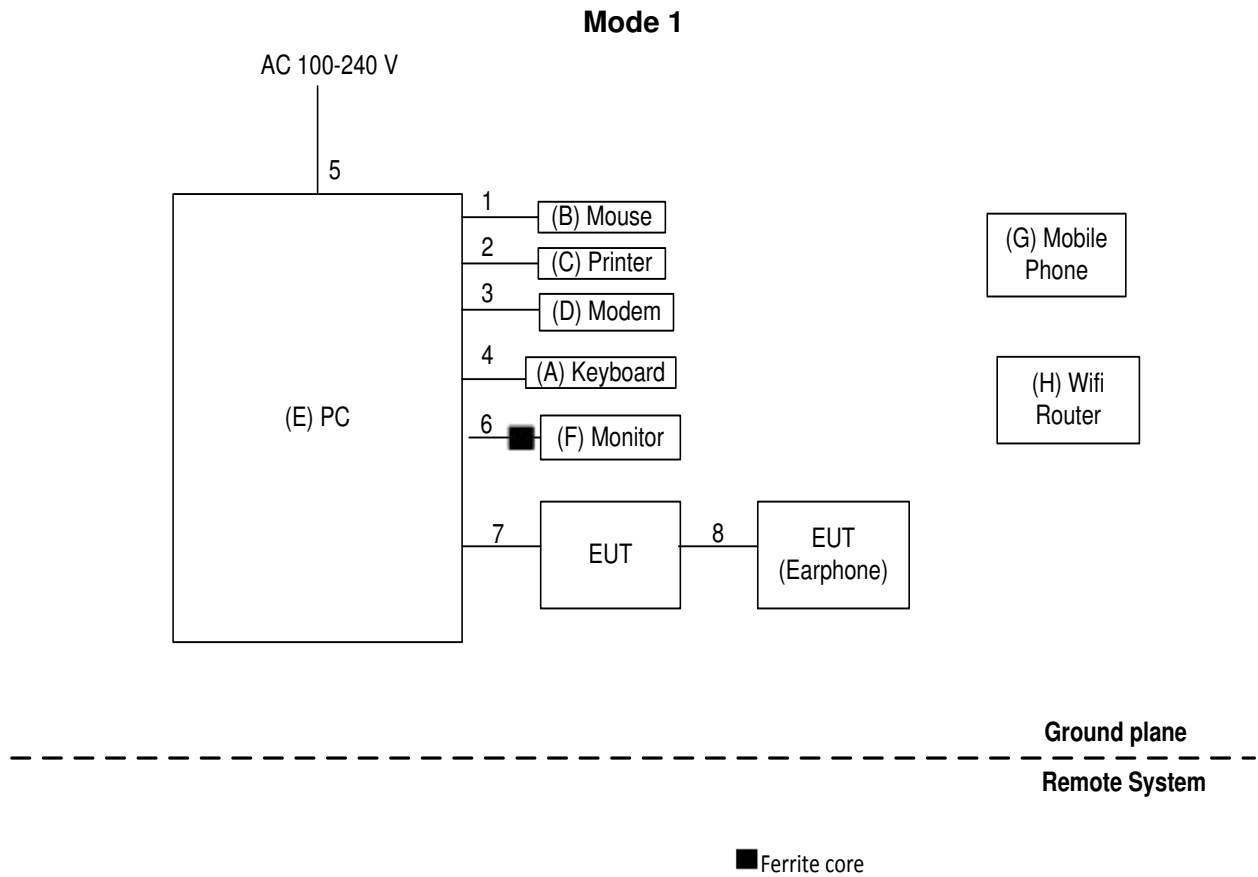 Mode 1
AC 100-240 V
5
1
(B) Mouse
2
(C) Printer
3
(D) Modem
4
(A) Keyboard
(E) PC
6
(F) Monitor
7
EUT
8
EUT
(Earphone)
(G) Mobile
Phone
(H) Wifi
Router
Ground plane
Remote System
Ferrite core